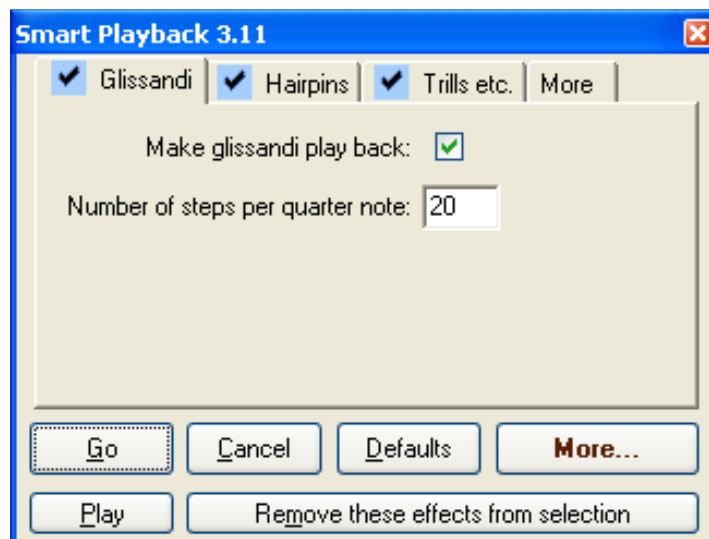 Smart Playback 3.11
Glissandi Hairpins Trills etc. More
Make glissandi play back:
Number of steps per quarter note: 20
Go Cancel Defaults More...
Play Remove these effects from selection